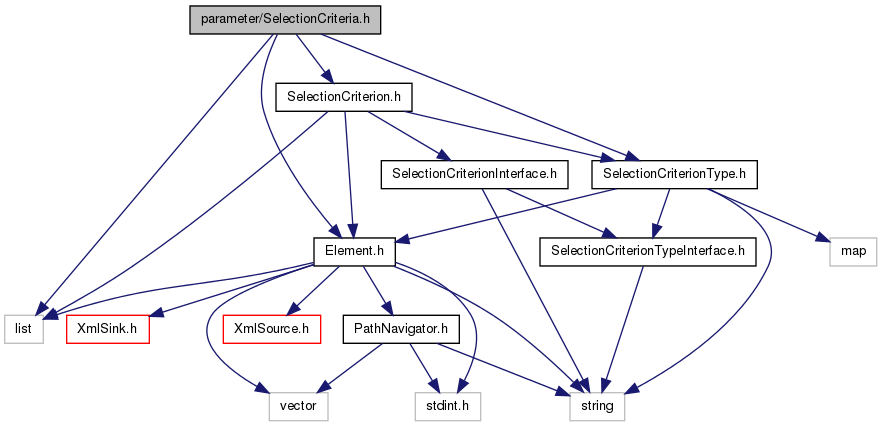 parameter/SelectionCriteria.h
SelectionCriterion.h
SelectionCriterionInterface.h
SelectionCriterionType.h
Element.h
SelectionCriterionTypeInterface.h
map
list
XmlSink.h
XmlSource.h
PathNavigator.h
vector
stdint.h
string